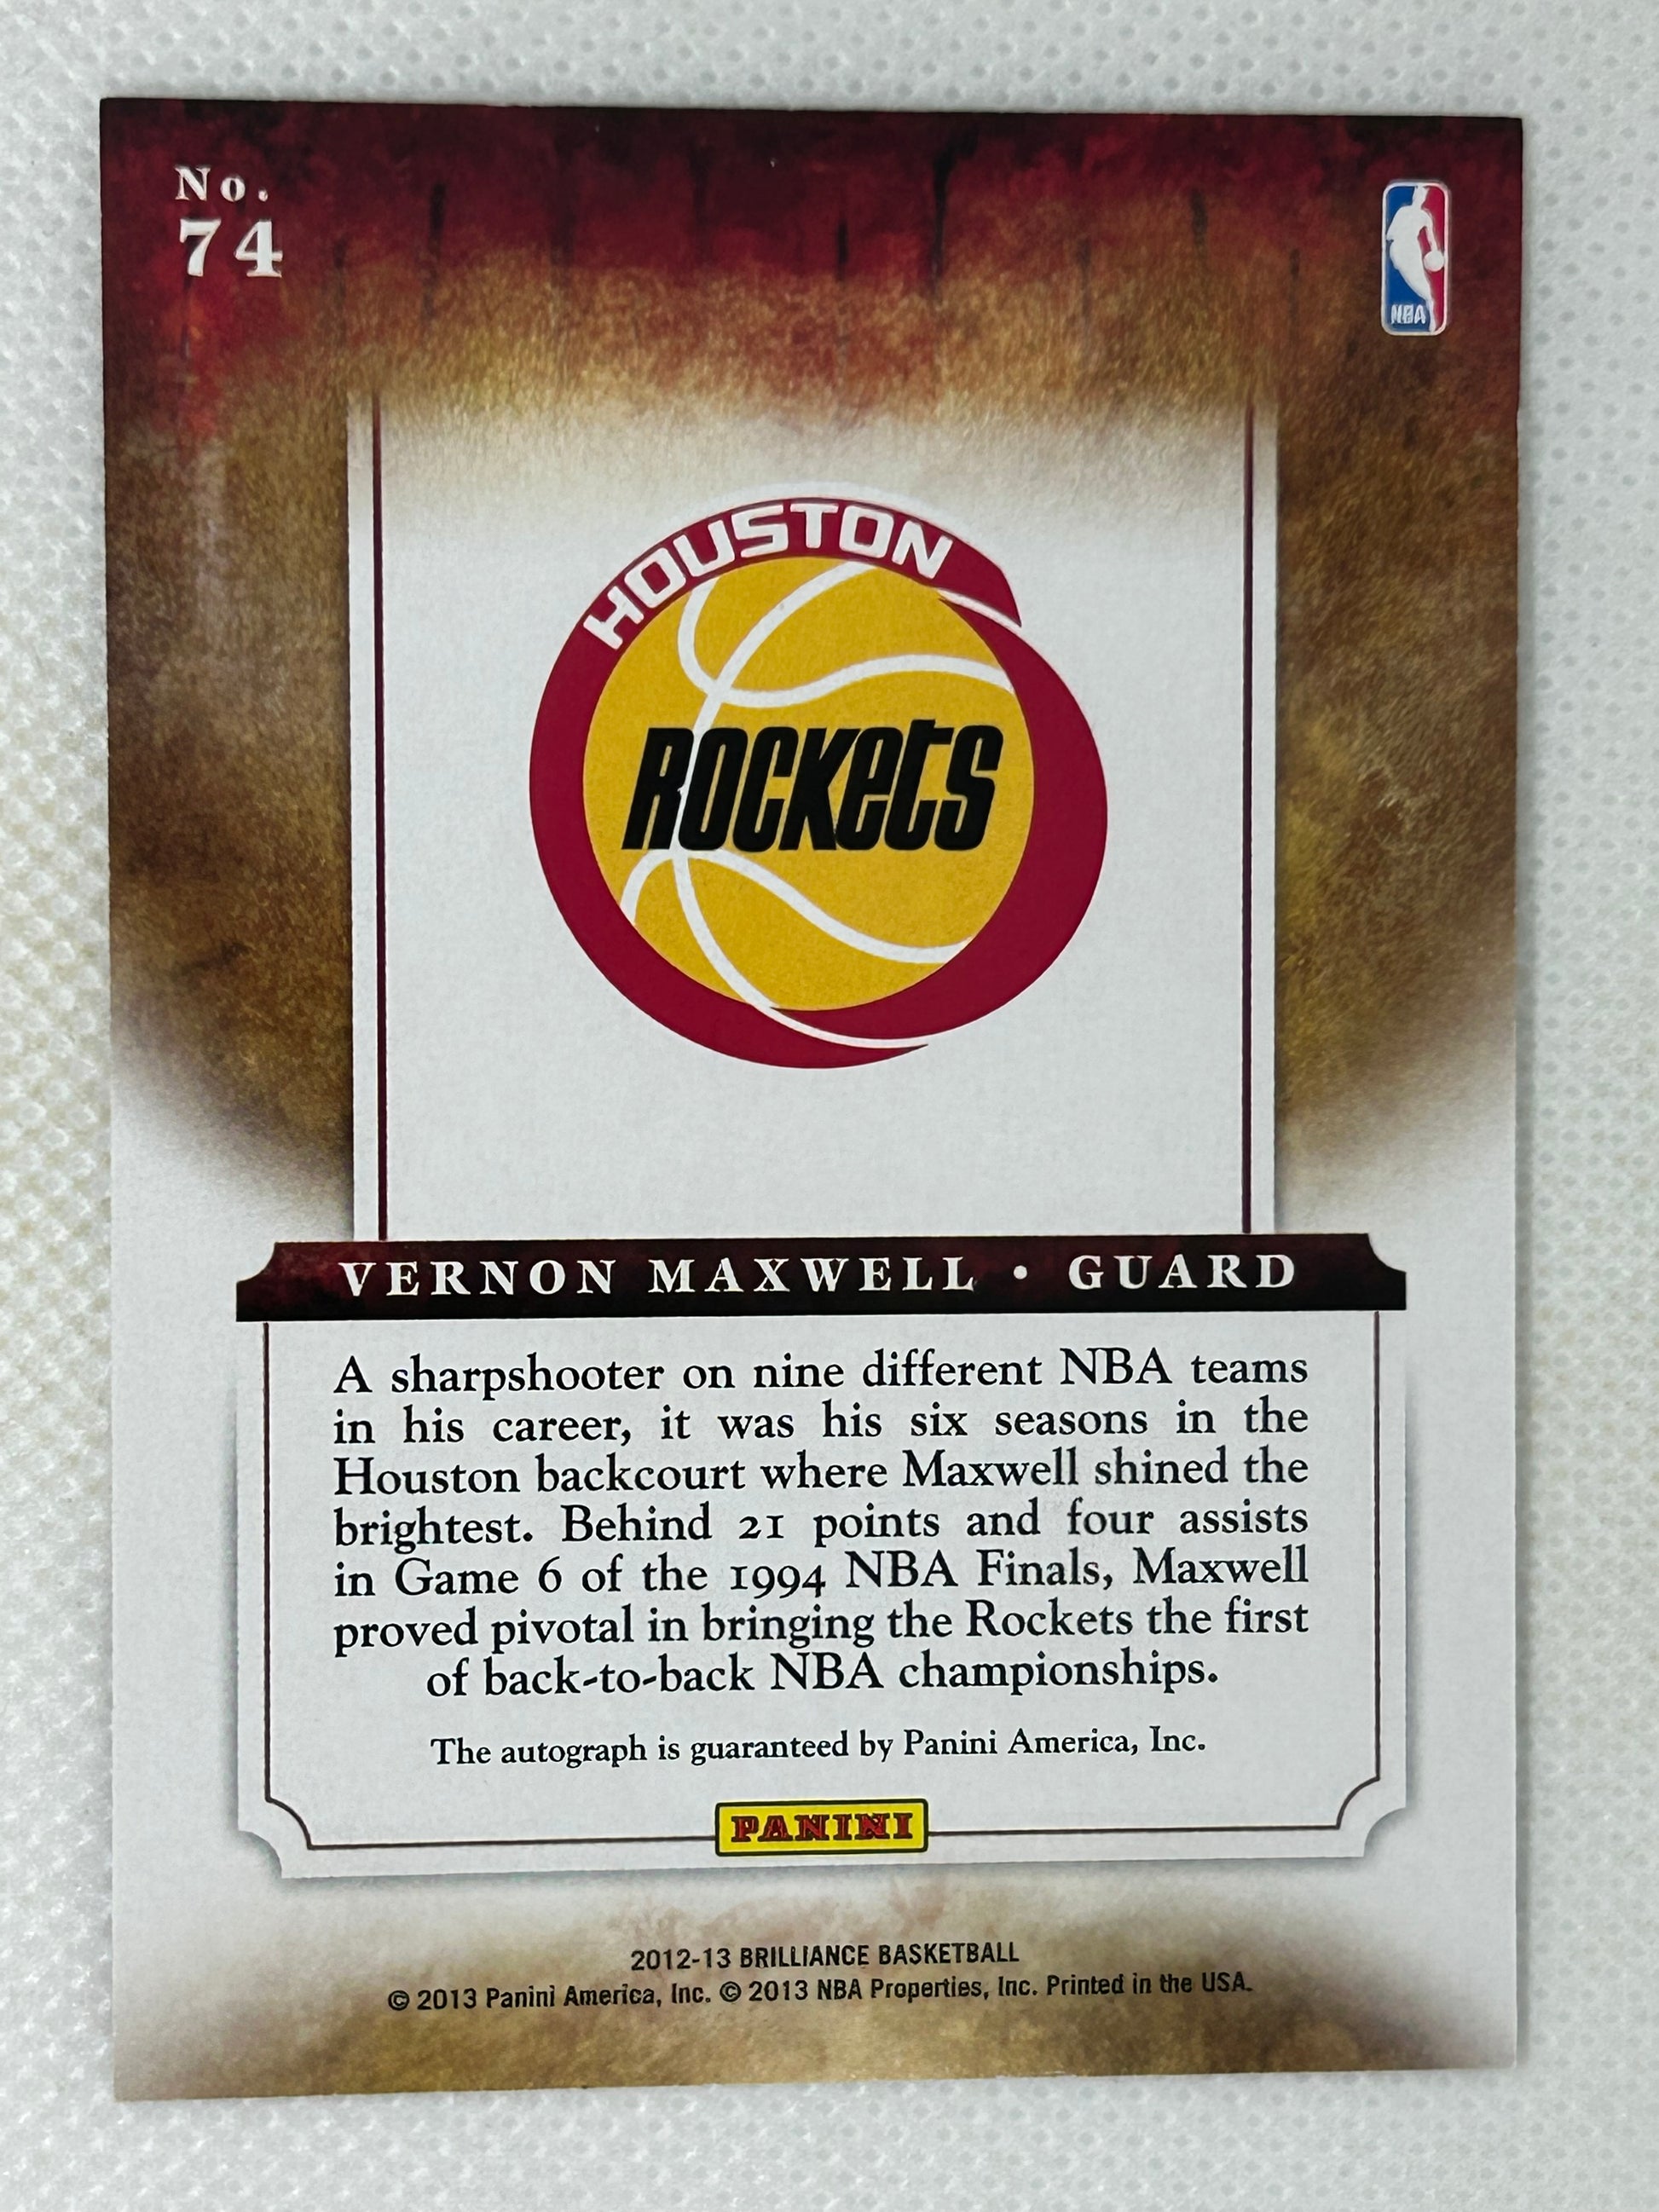 No.
74
NBA
HOUSTON
ROCKETS
VERNON MAXWELL • GUARD
A sharpshooter on nine different NBA teams
in his career, it was his six seasons in the
Houston backcourt where Maxwell shined the
brightest. Behind 21 points and four assists
in Game 6 of the 1994 NBA Finals, Maxwell
proved pivotal in bringing the Rockets the first
of back-to-back NBA championships.
The autograph is guaranteed by Panini America, Inc.
PANINI
2012-13 BRILLIANCE BASKETBALL
© 2013 Panini America, Inc. © 2013 NBA Properties, Inc. Printed in the USA.